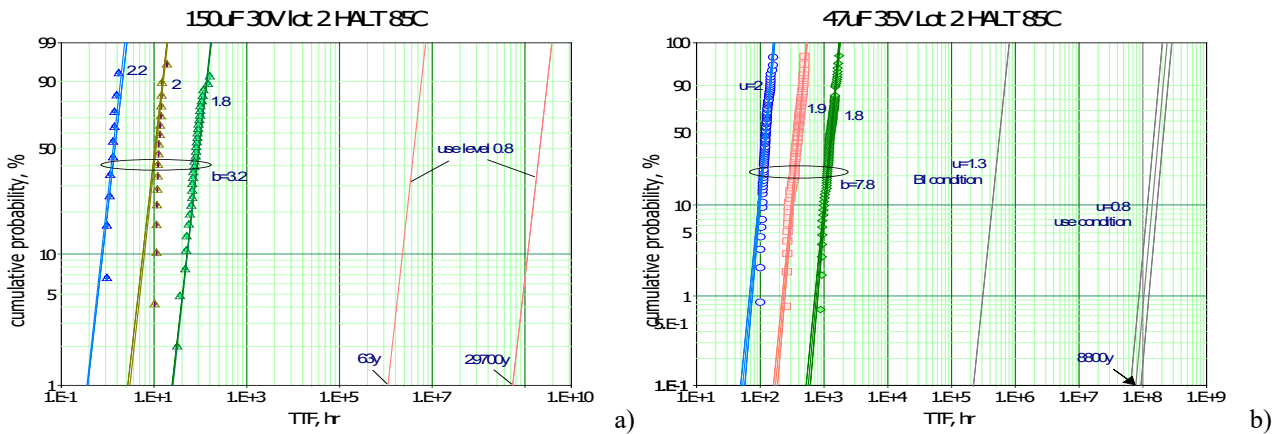 150uF 30V lot 2 HALT 85C
cumulative probability, %
99
90
50
10
5
1
2.2
2
1.8
b=3.2
use level 0.8
63y
29700y
1.E-1
1.E+1
1.E+3
1.E+5
1.E+7
1.E+10
TTF, hr
a)
47uF 35V Lot 2 HALT 85C
cumulative probability, %
100
90
50
10
5
1
5.E-1
1.E-1
u=2
1.9
1.8
b=7.8
u=1.3
BI condition
u=0.8
use condition
8800y
1.E+1
1.E+2
1.E+3
1.E+4
1.E+5
1.E+6
1.E+7
1.E+8
1.E+9
TTF, hr
b)